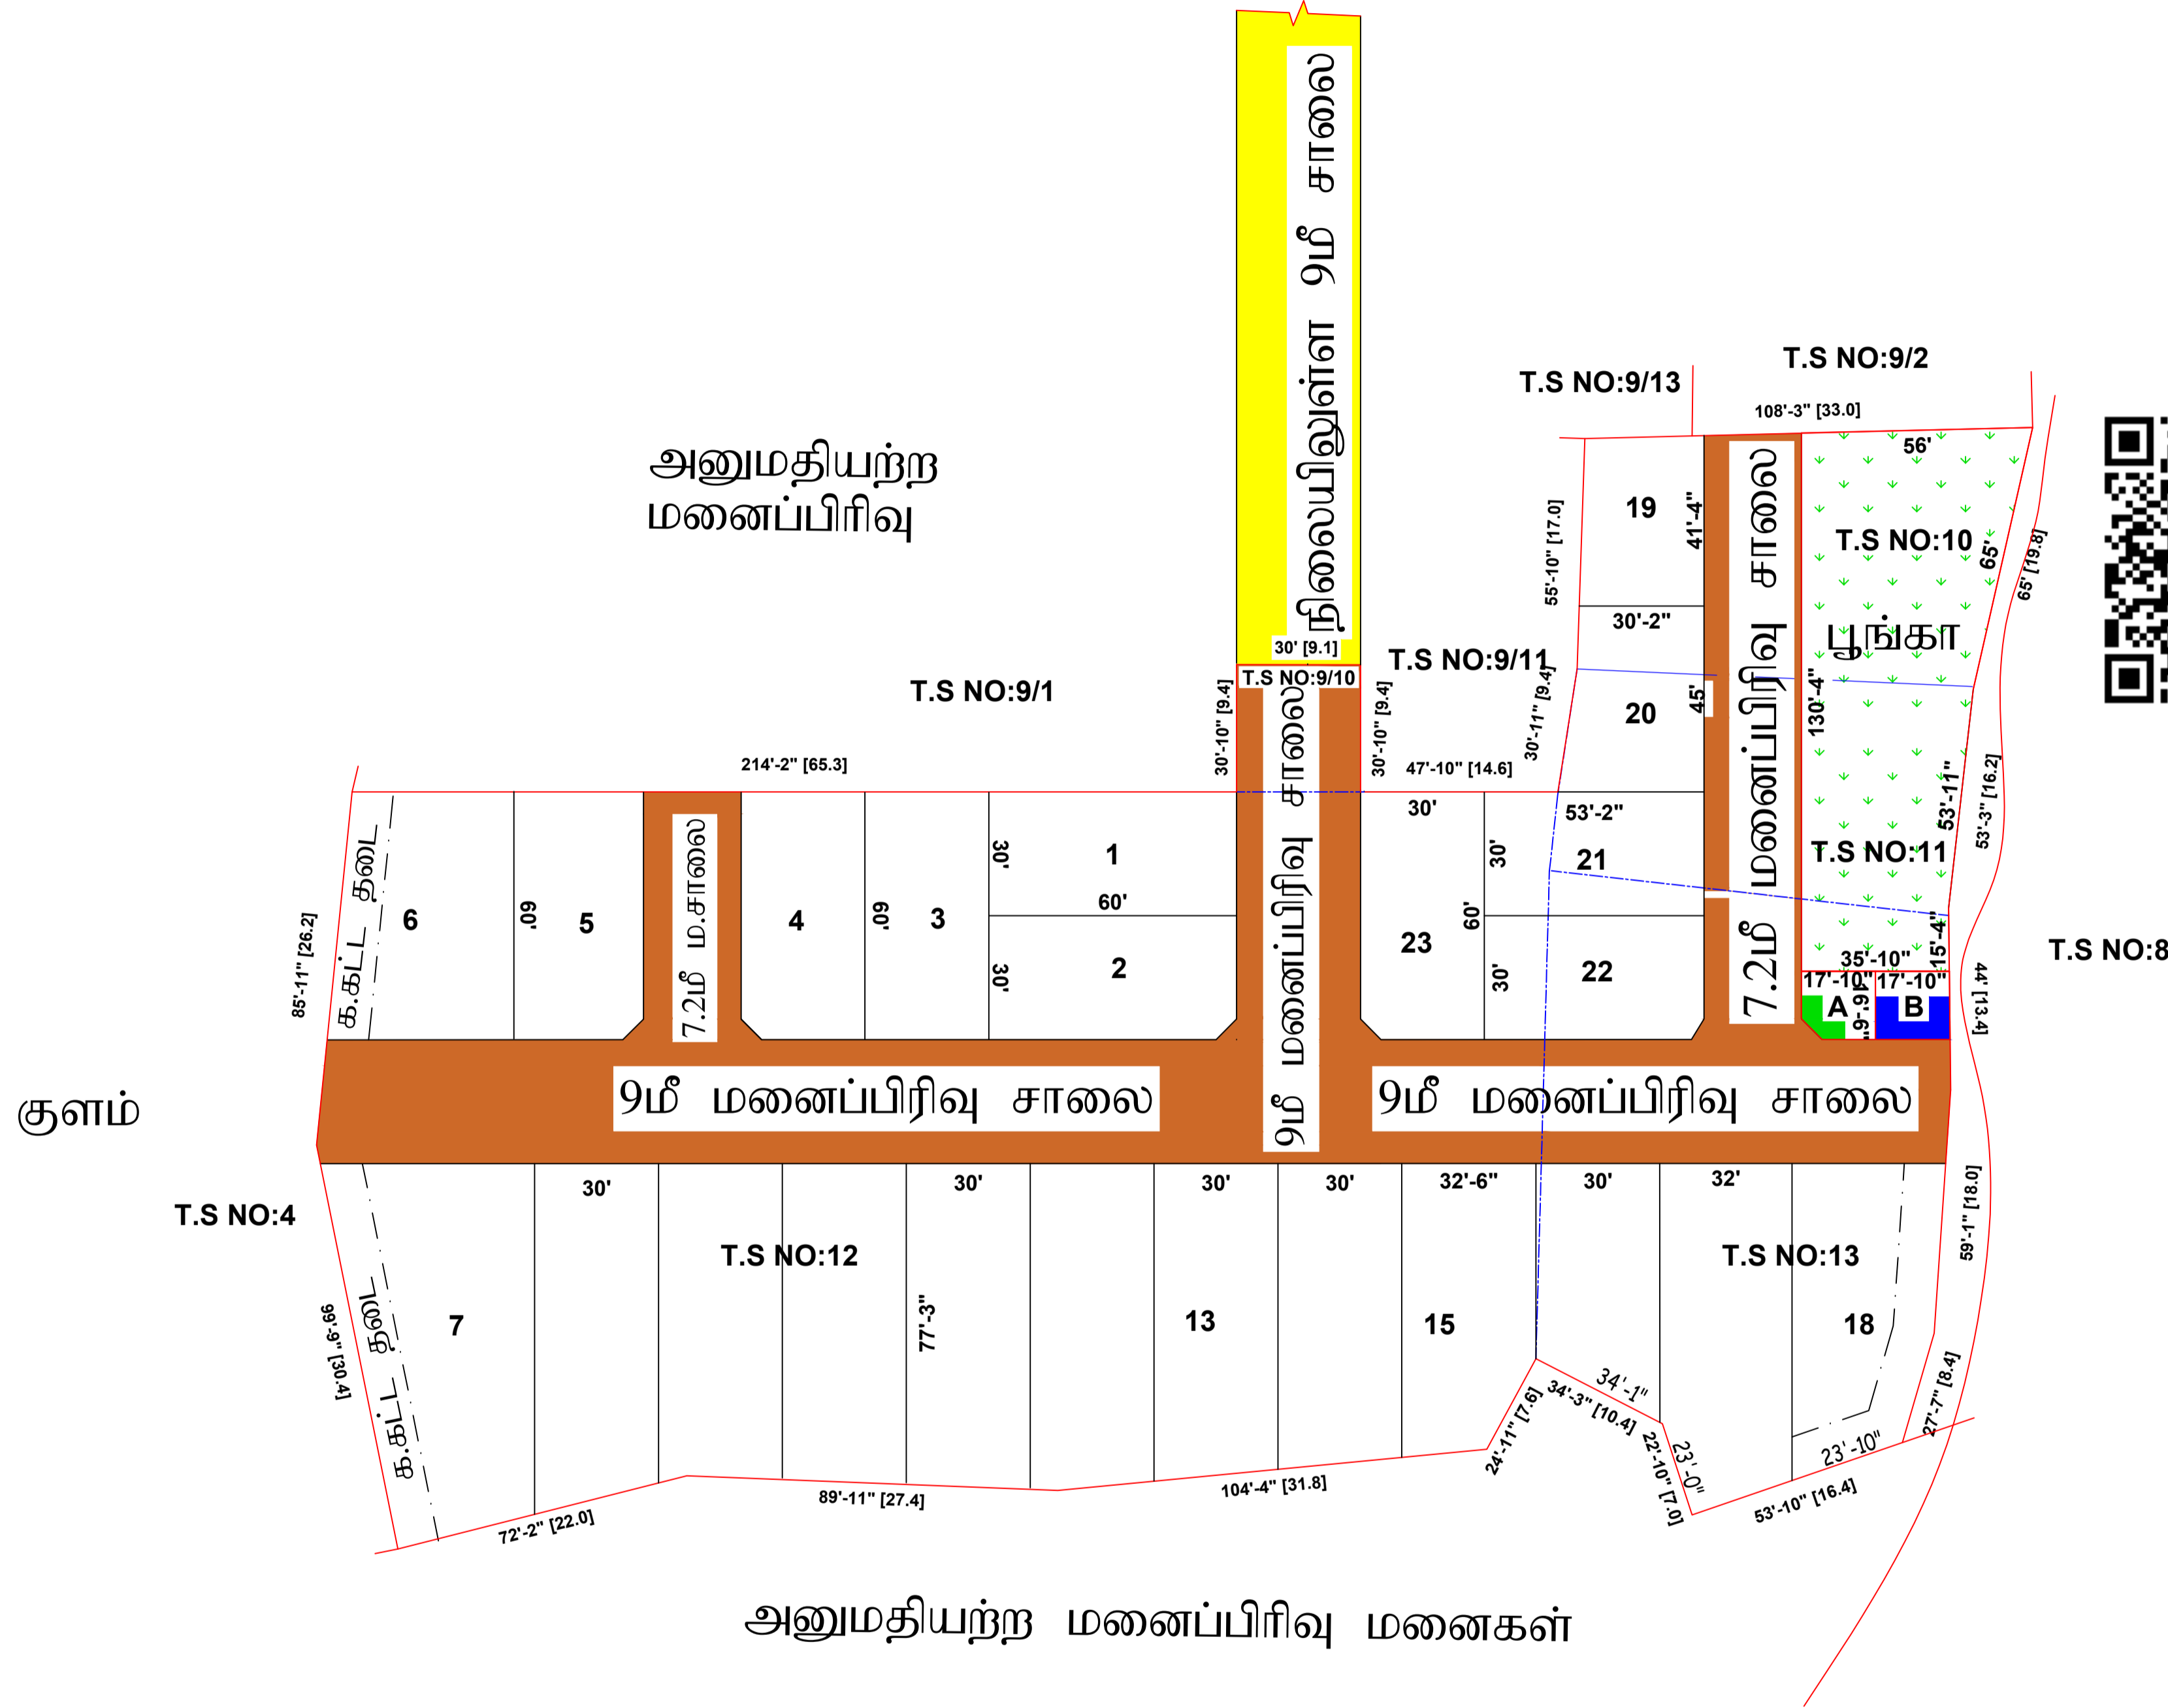 நிலையிலுள்ள 9மீ சாலை
T.S NO:9/2
T.S NO:9/13
108'-3" [33.0]
56'
அனுமதியற்ற
மனைப்பிரிவு
19
41'-4"
55'-10" [17.0]
7.2மீ மனைப்பிரிவு சாலை
T.S NO:10
65'
65' [19.8]
பூங்கா
30'-2"
30' [9.1]
T.S NO:9/10
T.S NO:9/11
T.S NO:9/1
30'-10" [9.4]
30'-10" [9.4]
30'-11" [9.4]
20
45'
130'-4"
9மீ மனைப்பிரிவு சாலை
214'-2" [65.3]
47'-10" [14.6]
30'
53'-2"
53'-11"
53'-3" [16.2]
க.கட்ட தடை
85'-11" [26.2]
6
60'
5
7.2மீ ம.சாலை
4
60'
3
30'
1
60'
30'
2
23
60'
30'
21
30'
22
T.S NO:11
15'-4"
35'-10"
17'-10"
17'-10"
A
16'-6"
B
44' [13.4]
T.S NO:8
குளம்
9மீ மனைப்பிரிவு சாலை
9மீ மனைப்பிரிவு சாலை
T.S NO:4
30'
30'
30'
30'
32'-6"
30'
32'
59'-1" [18.0]
T.S NO:12
T.S NO:13
க.கட்ட தடை
99'-9" [30.4]
7
77'-3"
13
15
18
24'-11" [7.6]
34'-1"
34'-3" [10.4]
22'-10" [7.0]
23'-0"
23'-10"
53'-10" [16.4]
27'-7" [8.4]
72'-2" [22.0]
89'-11" [27.4]
104'-4" [31.8]
அனுமதியற்ற மனைப்பிரிவு மனைகள்